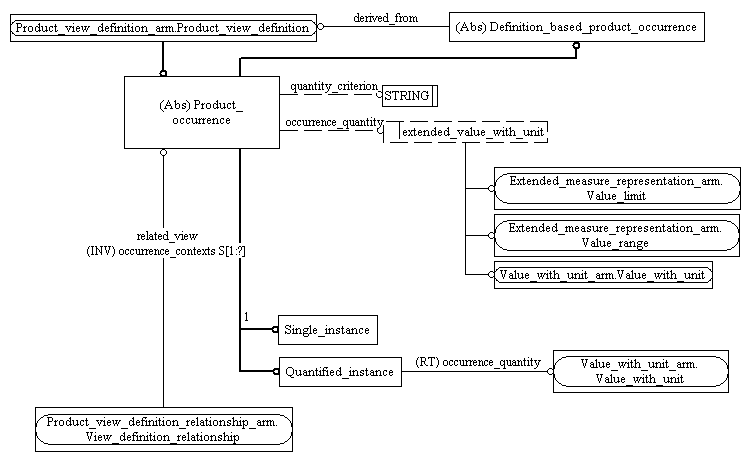 Product_view_definition_arm.Product_view_definition
derived_from
(Abs) Definition_based_product_occurrence
(Abs) Product_
occurrence
quantity_criterion
STRING
occurrence_quantity
extended_value_with_unit
Extended_measure_representation_arm.
Value_limit
Extended_measure_representation_arm.
Value_range
Value_with_unit_arm.Value_with_unit
related_view
(INV) occurrence_contexts S[1:?]
1
Single_instance
Quantified_instance
(RT) occurrence_quantity
Value_with_unit_arm.
Value_with_unit
Product_view_definition_relationship_arm.
View_definition_relationship